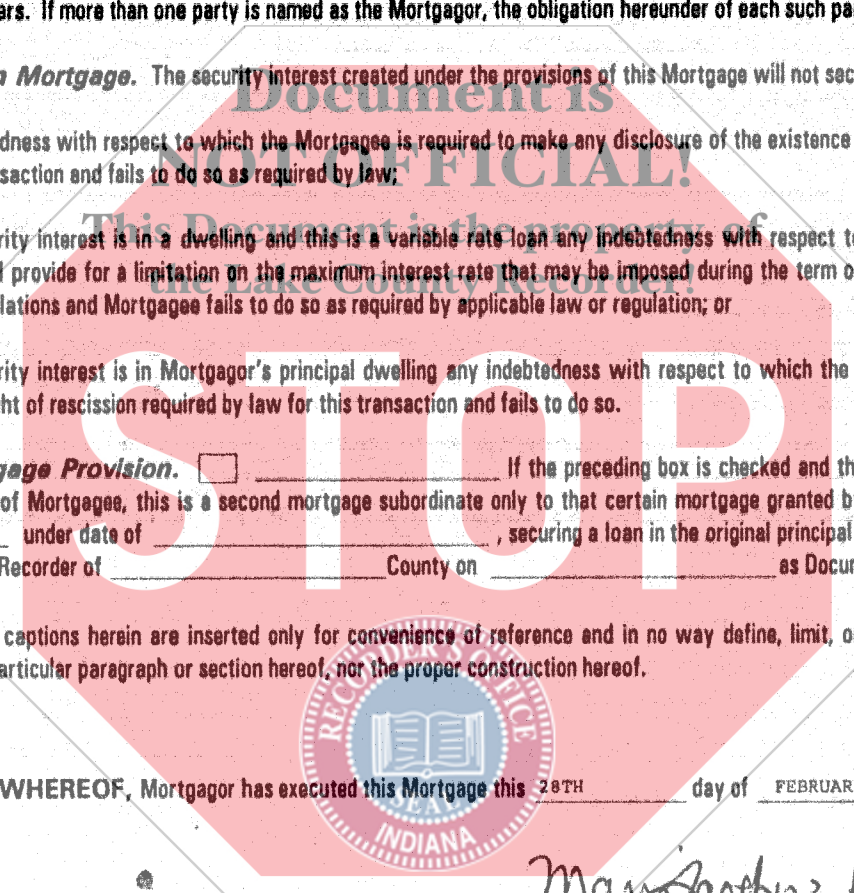 ers. If more than one party is named as the Mortgagor, the obligation hereunder of each such pa
n Mortgage. The security interest created under the provisions of this Mortgage will not sec
Document is
dness with respect to which the Mortgagee is required to make any disclosure of the existence
NOT OFFICIAL!
saction and fails to do so as required by law;
This Document is the property of
rity interest is in a dwelling and this is a variable rate loan any indebtedness with respect t
l provide for a limitation on the maximum interest rate that may be imposed during the term o
the Lake County Recorder!
lations and Mortgagee fails to do so as required by applicable law or regulation; or
STOP
rity interest is in Mortgagor's principal dwelling any indebtedness with respect to which the
ht of rescission required by law for this transaction and fails to do so.
gage Provision. ____ If the preceding box is checked and th
of Mortgagee, this is a second mortgage subordinate only to that certain mortgage granted b
under date of ____ , securing a loan in the original principal
Recorder of ____ County on ____ as Docu
captions herein are inserted only for convenience of reference and in no way define, limit, o
articular paragraph or section hereof, nor the proper construction hereof.
RECORDER'S OFFICE
WHEREOF, Mortgagor has executed this Mortgage this 28TH day of FEBRUAR
SEAL
INDIANA